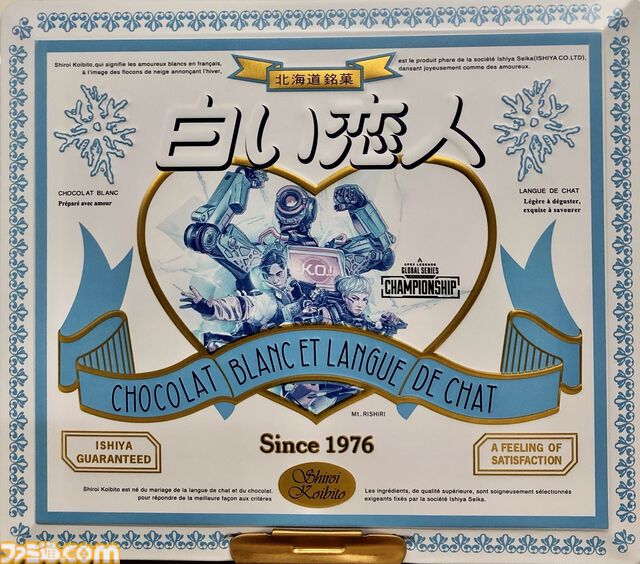 Shiroi Koibito, qui signifie les amoureux blancs en français,
à l'image des flocons de neige annonçant l'hiver,
est le produit phare de la société Ishiya Seika(ISHIYA CO.LTD),
dansant joyeusement comme des amoureux.
北海道銘菓
白い恋人
CHOCOLAT BLANC
Préparé avec amour
LANGUE DE CHAT
Légère à déguster,
exquise à savourer
K.O.!
APEX LEGENDS
GLOBAL SERIES
CHAMPIONSHIP
CHOCOLAT BLANC ET LANGUE DE CHAT
Mt. RISHIRI
ISHIYA
GUARANTEED
Since 1976
A FEELING OF
SATISFACTION
Shiroi
Koibito
Shiroi Koibito est né du mariage de la langue de chat et du chocolat.
pour répondre de la meilleure façon aux critères
Les ingrédients, de qualité supérieure, sont soigneusement sélectionnés
exigeants fixés par la société Ishiya Seika.
ファミ通.com